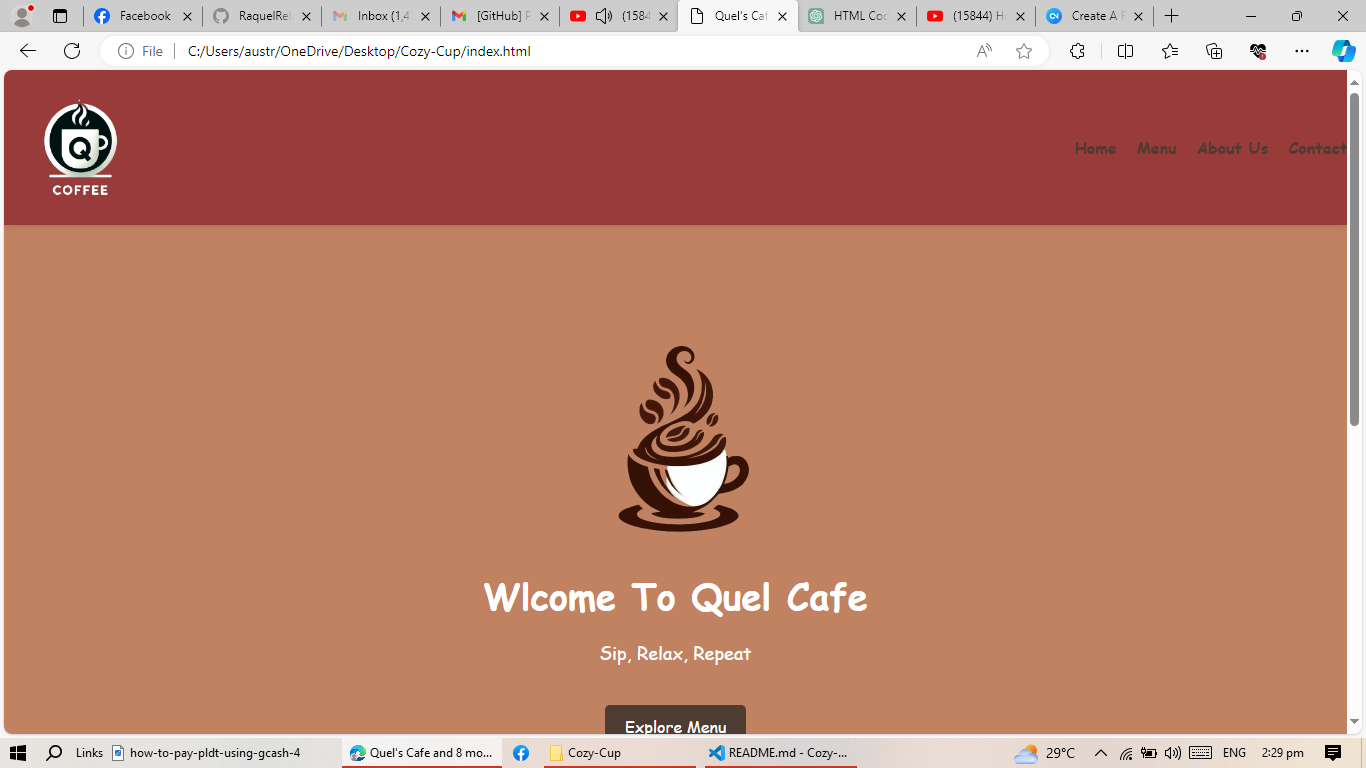 Facebook
RaquelRel
Inbox (1,4
[GitHub] P
(1584
Quel's Caf
HTML Coc
(15844) H
Create A F
File
C:/Users/austr/OneDrive/Desktop/Cozy-Cup/index.html
Q
COFFEE
Home Menu About Us Contact
Wlcome To Quel Cafe
Sip, Relax, Repeat
Explore Menu
Links
how-to-pay-pldt-using-gcash-4
Quel's Cafe and 8 mo...
Cozy-Cup
README.md - Cozy-...
29°C
ENG
2:29 pm